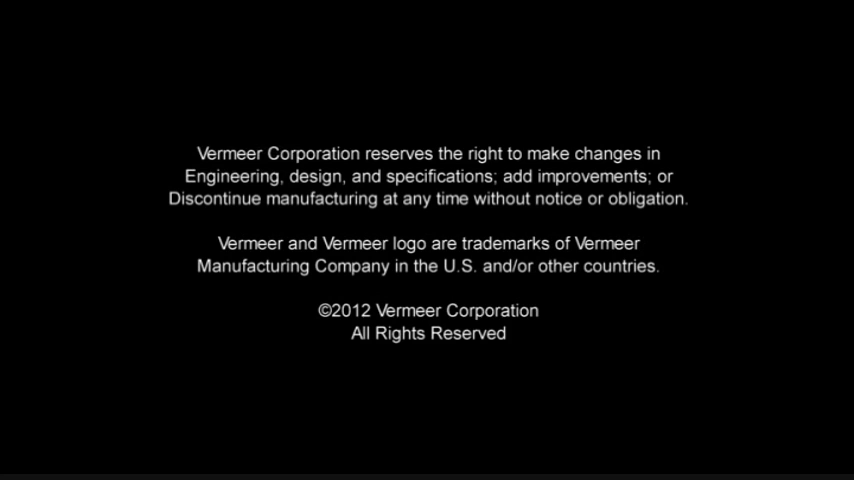 Vermeer Corporation reserves the right to make changes in
Engineering, design, and specifications; add improvements; or
Discontinue manufacturing at any time without notice or obligation.
Vermeer and Vermeer logo are trademarks of Vermeer
Manufacturing Company in the U.S. and/or other countries.
©2012 Vermeer Corporation
All Rights Reserved